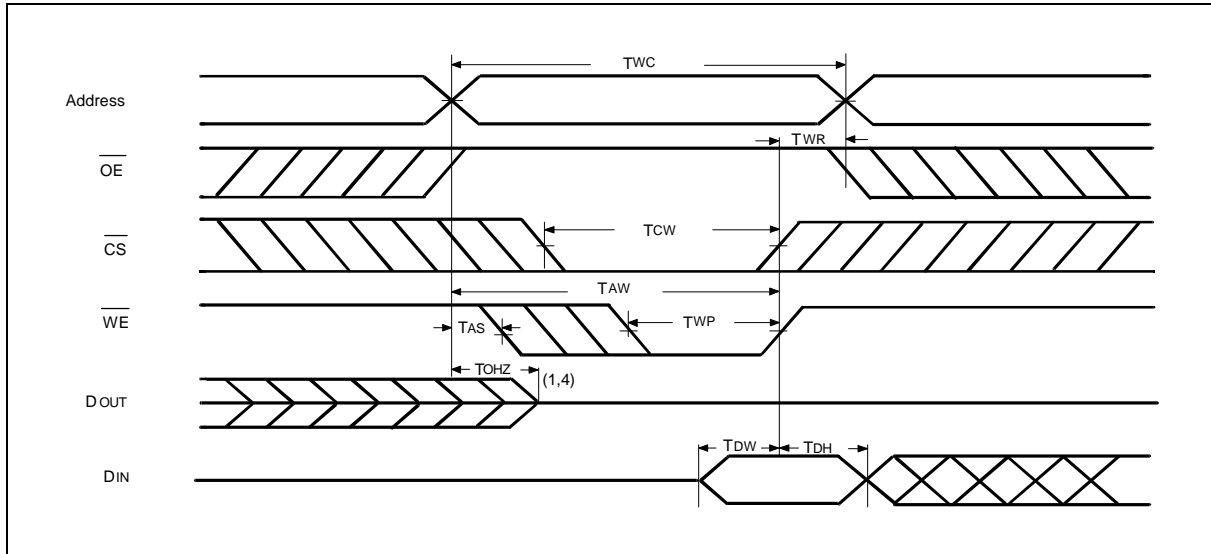 TWC
Address
TWR
OE
TCW
CS
TAW
WE
TAS
TWP
TOHZ
(1,4)
DOUT
TDW
TDH
DIN